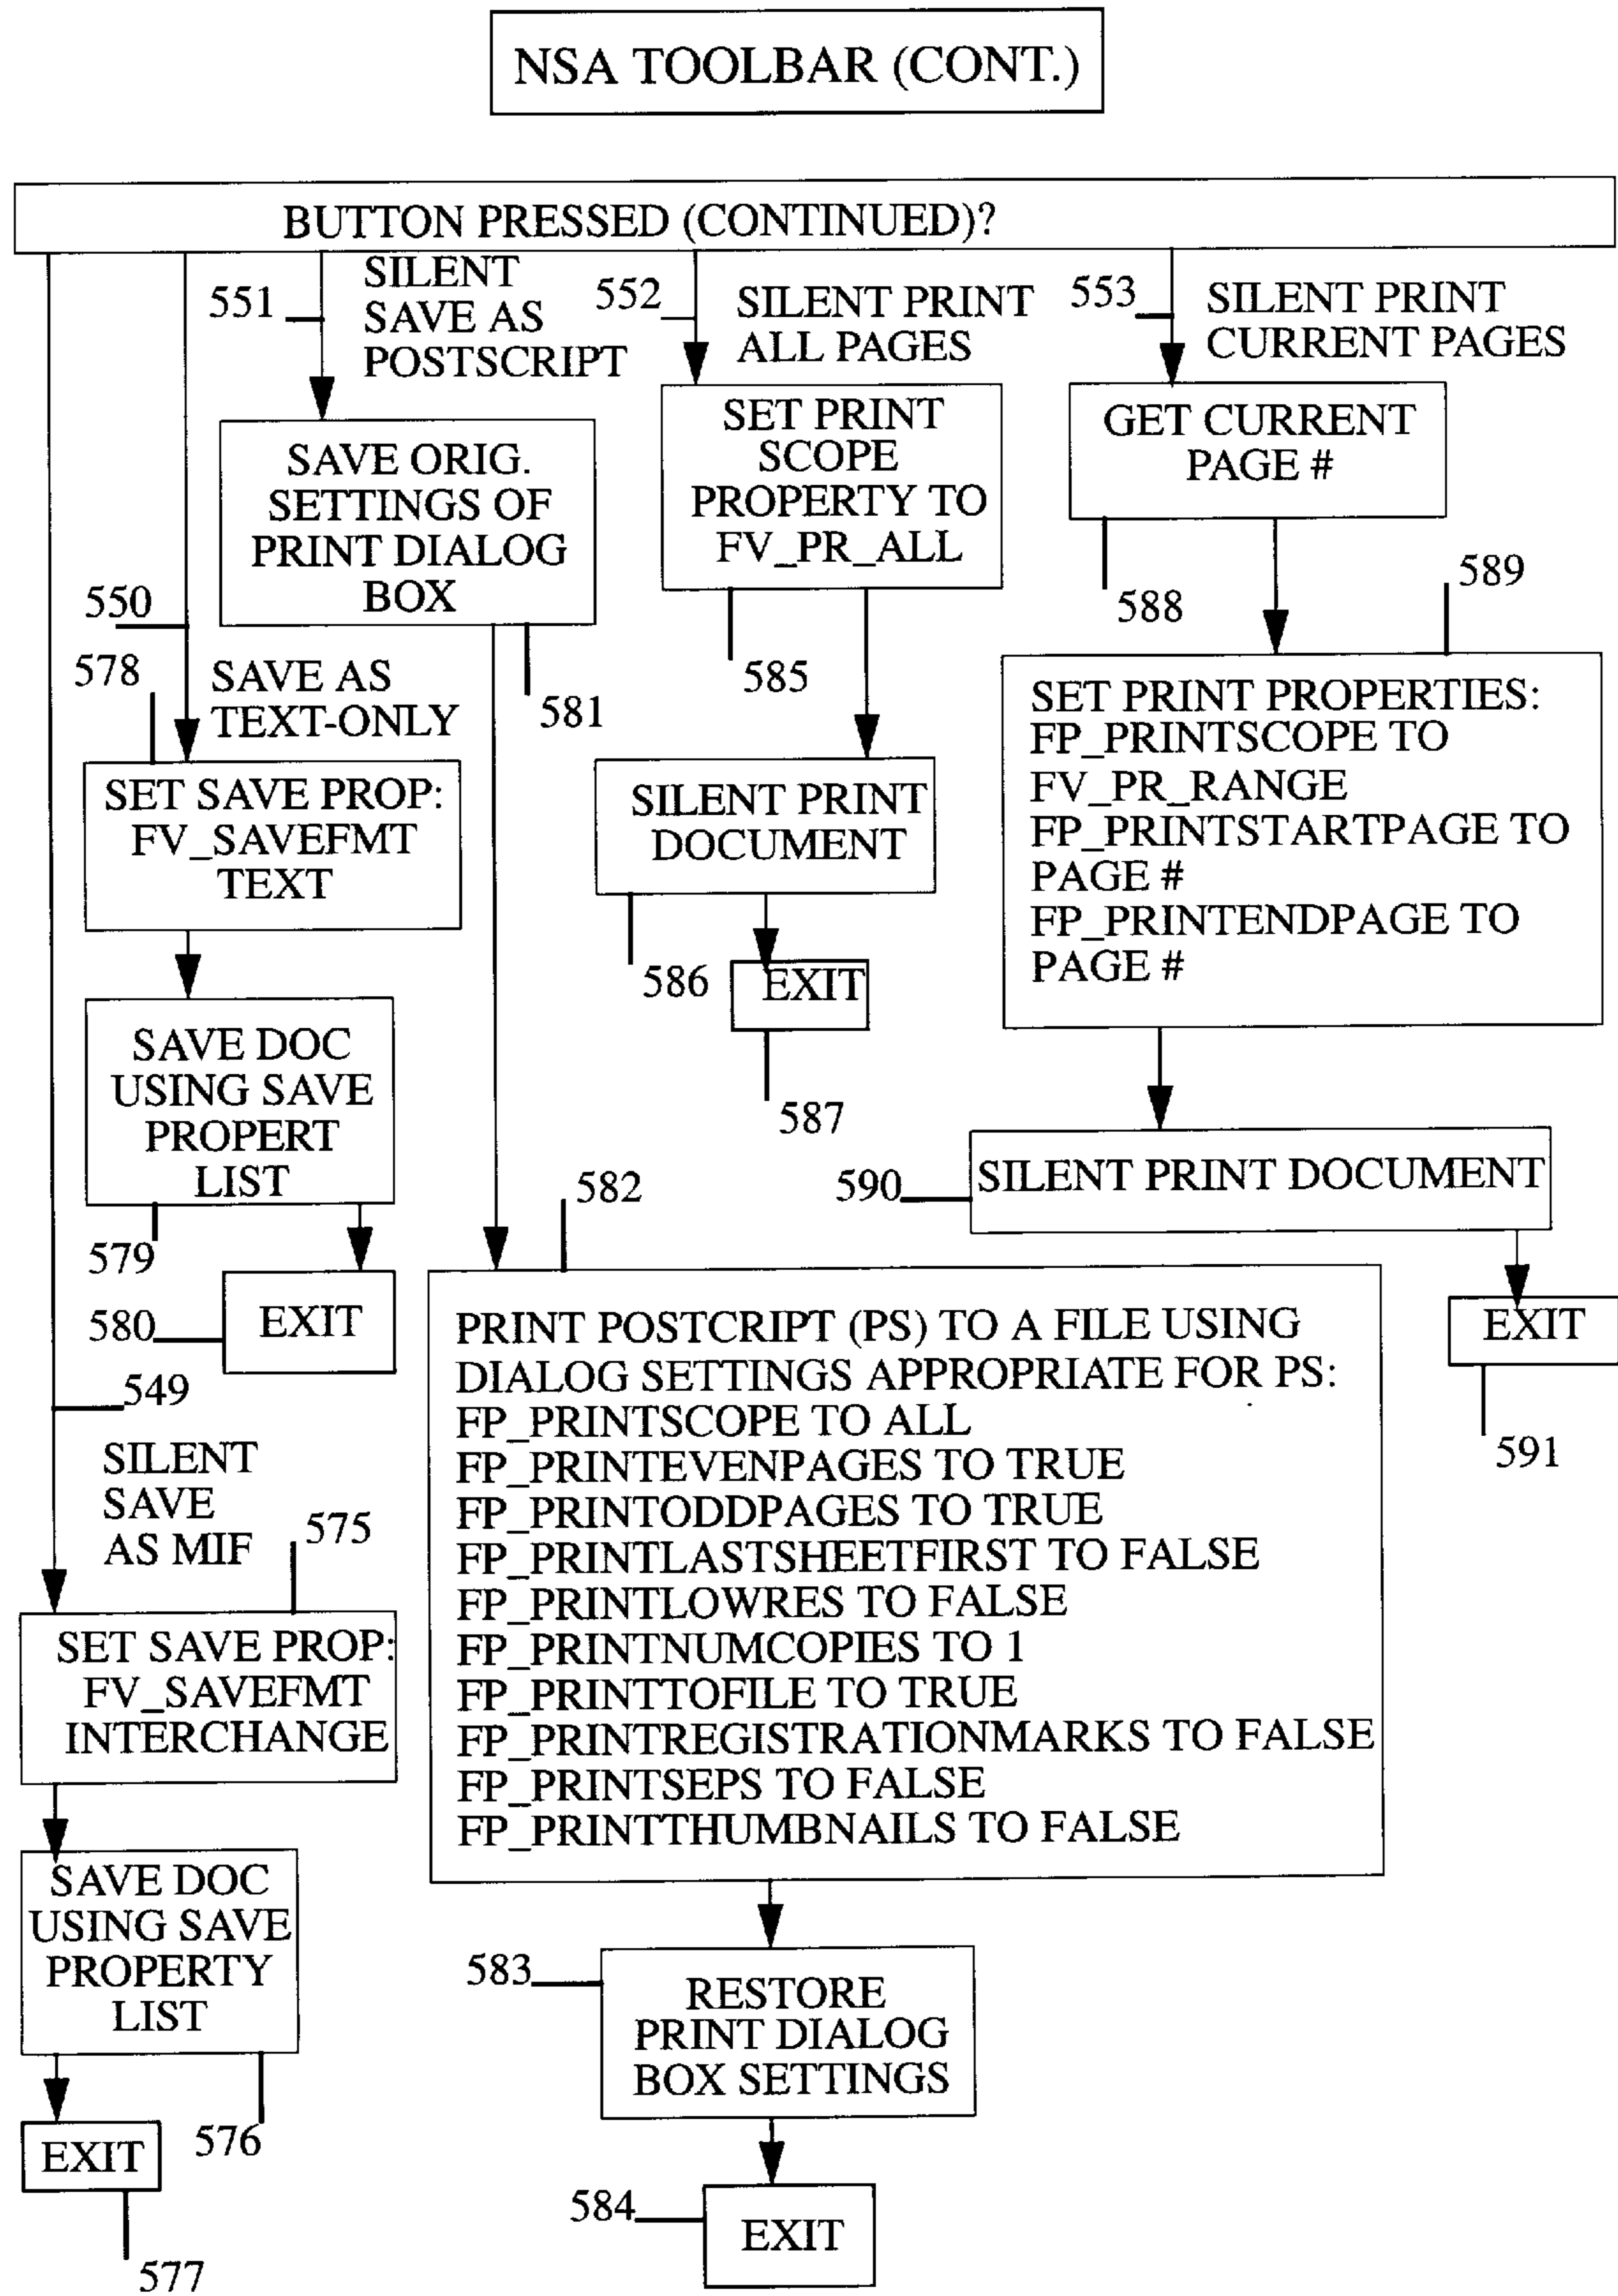 NSA TOOLBAR (CONT.)
BUTTON PRESSED (CONTINUED)?
551
SILENT
SAVE AS
POSTSCRIPT
552
SILENT PRINT
ALL PAGES
553
SILENT PRINT
CURRENT PAGES
SAVE ORIG.
SETTINGS OF
PRINT DIALOG
BOX
581
SET PRINT
SCOPE
PROPERTY TO
FV_PR_ALL
585
GET CURRENT
PAGE #
588
589
550
578
SAVE AS
TEXT-ONLY
SET SAVE PROP:
FV_SAVEFMT
TEXT
SILENT PRINT
DOCUMENT
586
EXIT
587
SET PRINT PROPERTIES:
FP_PRINTSCOPE TO
FV_PR_RANGE
FP_PRINTSTARTPAGE TO
PAGE #
FP_PRINTENDPAGE TO
PAGE #
SAVE DOC
USING SAVE
PROPERT
LIST
579
580
EXIT
582
590
SILENT PRINT DOCUMENT
EXIT
591
549
SILENT
SAVE
AS MIF
575
PRINT POSTCRIPT (PS) TO A FILE USING
DIALOG SETTINGS APPROPRIATE FOR PS:
FP_PRINTSCOPE TO ALL
FP_PRINTEVENPAGES TO TRUE
FP_PRINTODDPAGES TO TRUE
FP_PRINTLASTSHEETFIRST TO FALSE
FP_PRINTLOWRES TO FALSE
FP_PRINTNUMCOPIES TO 1
FP_PRINTTOFILE TO TRUE
FP_PRINTREGISTRATIONMARKS TO FALSE
FP_PRINTSEPS TO FALSE
FP_PRINTTHUMBNAILS TO FALSE
SET SAVE PROP:
FV_SAVEFMT
INTERCHANGE
SAVE DOC
USING SAVE
PROPERTY
LIST
576
EXIT
577
583
RESTORE
PRINT DIALOG
BOX SETTINGS
584
EXIT